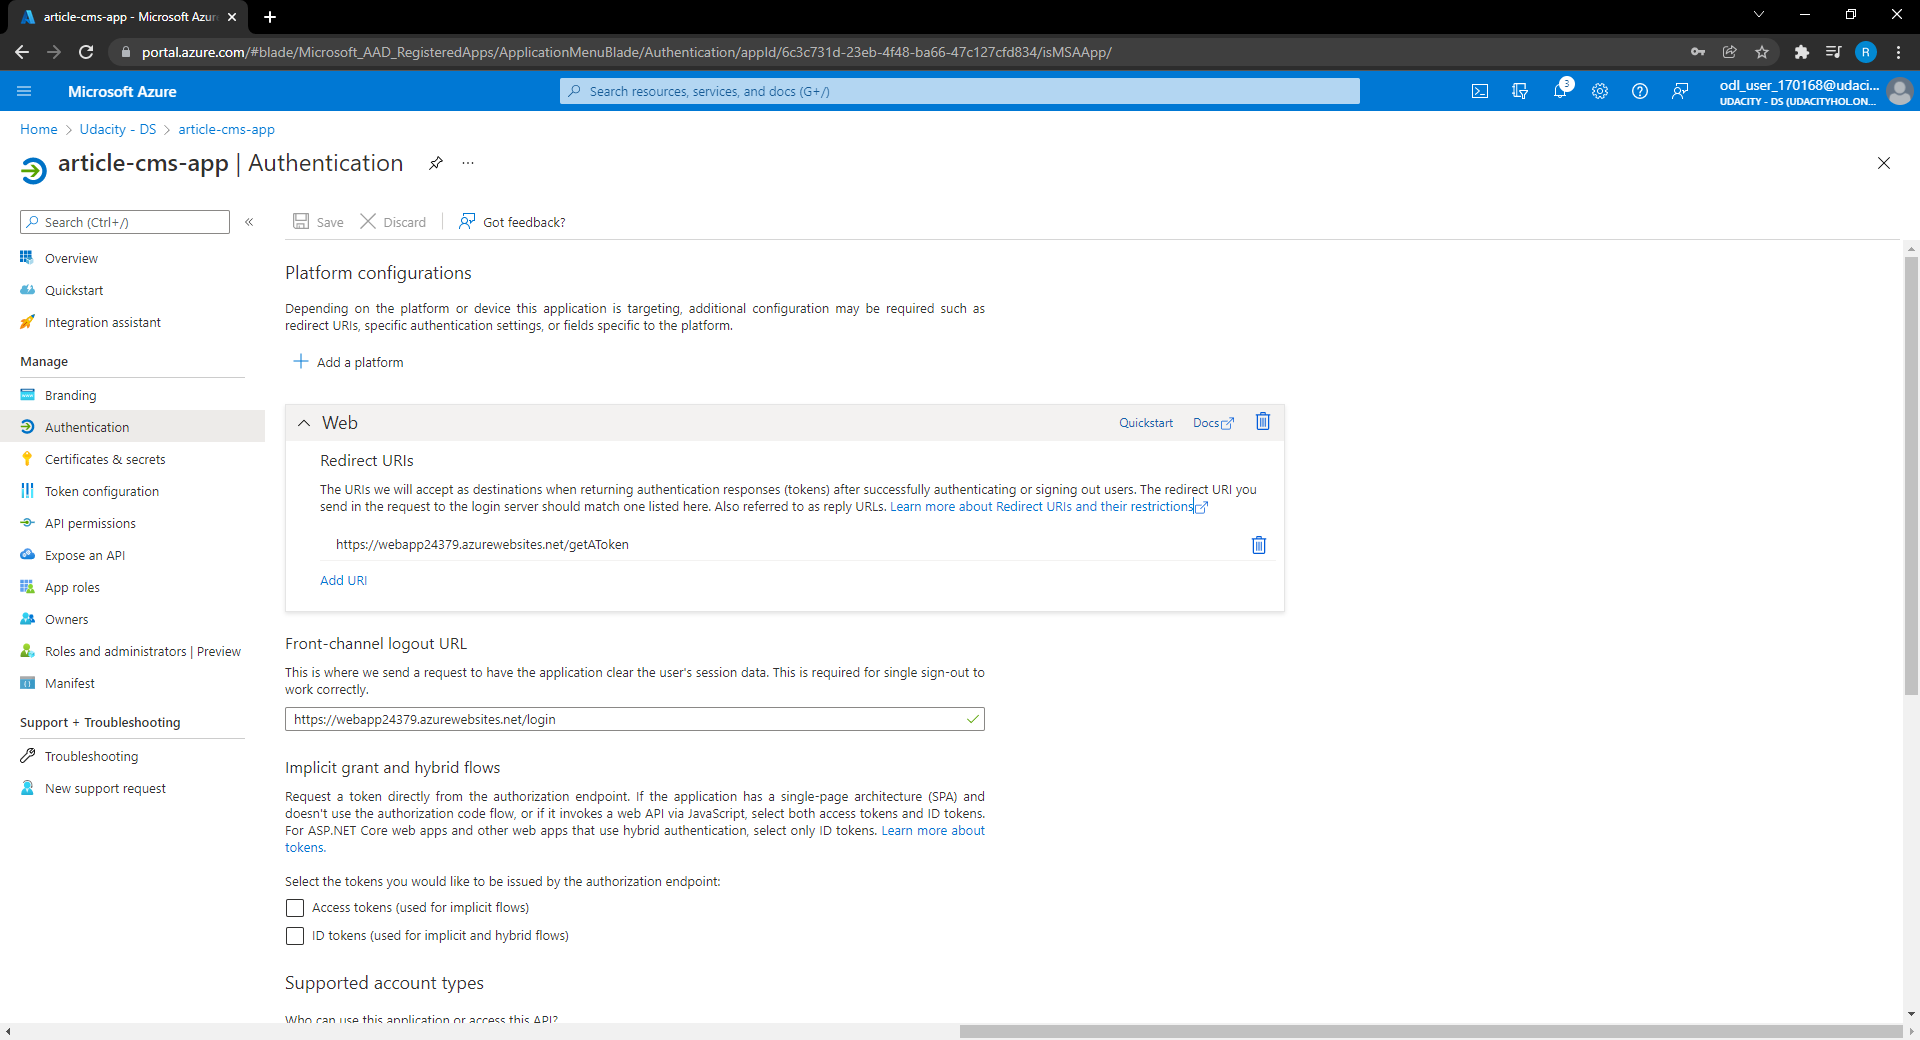 article-cms-app - Microsoft Azur
portal.azure.com/#blade/Microsoft_AAD_RegisteredApps/ApplicationMenuBlade/Authentication/appId/6c3c731d-23eb-4f48-ba66-47c127cfd834/isMSAApp/
R
Microsoft Azure
Search resources, services, and docs (G+/)
3
odl_user_170168@udaci...
UDACITY - DS (UDACITYHOL.ON...
Home > Udacity - DS > article-cms-app
article-cms-app | Authentication
...
Search (Ctrl+/)
«
Save
Discard
Got feedback?
Overview
Quickstart
Integration assistant
Manage
Branding
Authentication
Certificates & secrets
Token configuration
API permissions
Expose an API
App roles
Owners
Roles and administrators | Preview
Manifest
Support + Troubleshooting
Troubleshooting
New support request
Platform configurations
Depending on the platform or device this application is targeting, additional configuration may be required such as
redirect URIs, specific authentication settings, or fields specific to the platform.
Add a platform
Web
Quickstart
Docs
Redirect URIs
The URIs we will accept as destinations when returning authentication responses (tokens) after successfully authenticating or signing out users. The redirect URI you
send in the request to the login server should match one listed here. Also referred to as reply URLs. Learn more about Redirect URIs and their restrictions
https://webapp24379.azurewebsites.net/getAToken
Add URI
Front-channel logout URL
This is where we send a request to have the application clear the user's session data. This is required for single sign-out to
work correctly.
https://webapp24379.azurewebsites.net/login
Implicit grant and hybrid flows
Request a token directly from the authorization endpoint. If the application has a single-page architecture (SPA) and
doesn't use the authorization code flow, or if it invokes a web API via JavaScript, select both access tokens and ID tokens.
For ASP.NET Core web apps and other web apps that use hybrid authentication, select only ID tokens. Learn more about
tokens.
Select the tokens you would like to be issued by the authorization endpoint:
Access tokens (used for implicit flows)
ID tokens (used for implicit and hybrid flows)
Supported account types
Who can use this application or access this API?